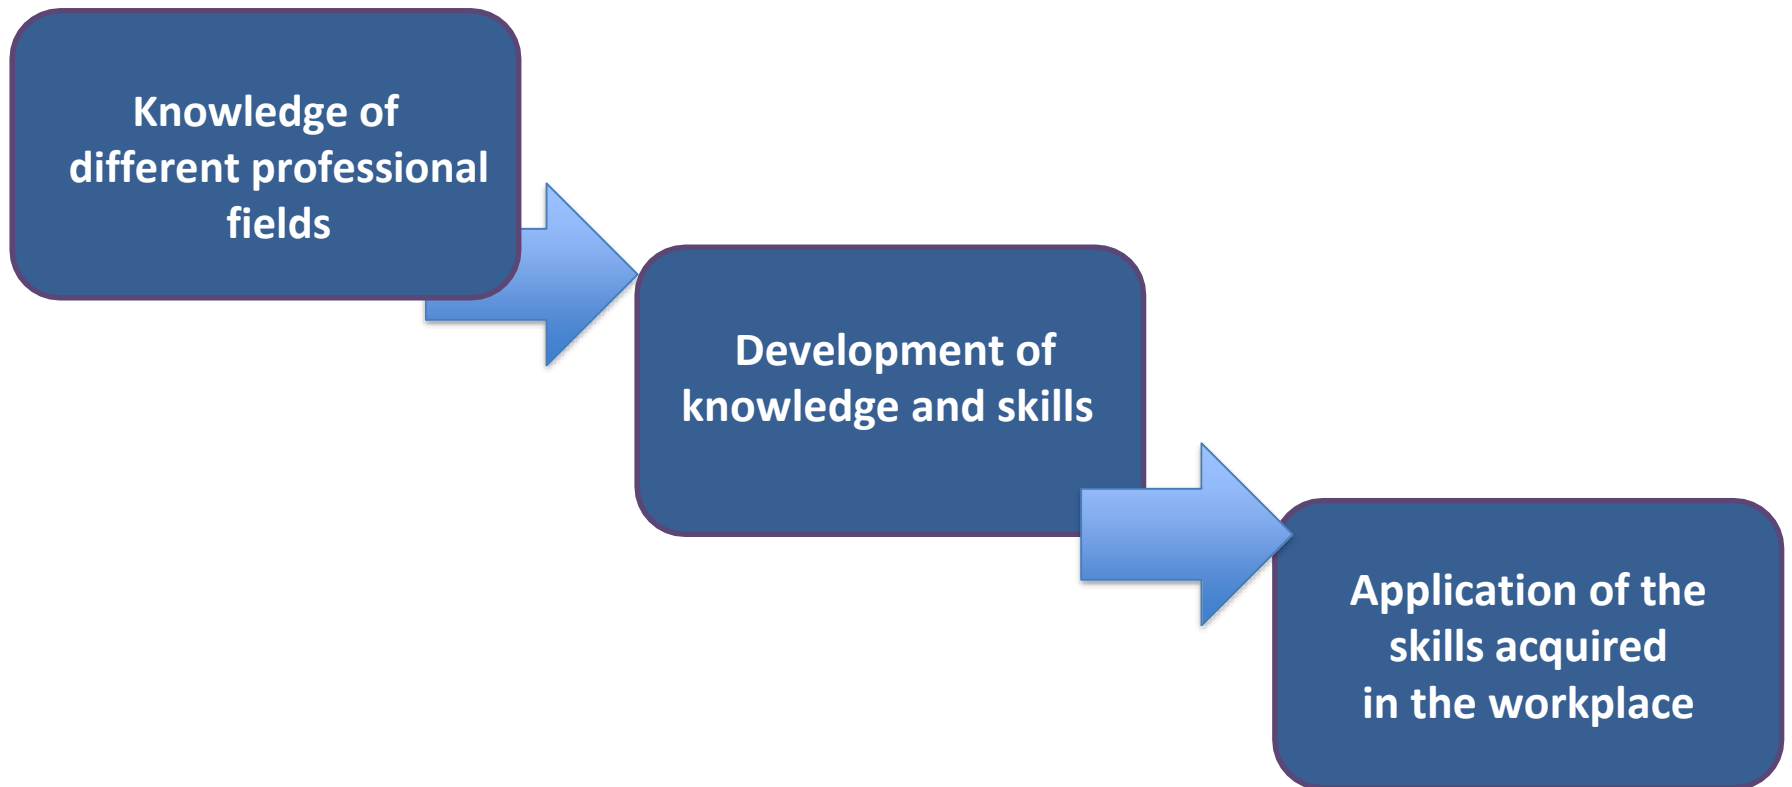 Knowledge of
different professional
fields
Development of
knowledge and skills
Application of the
skills acquired
in the workplace